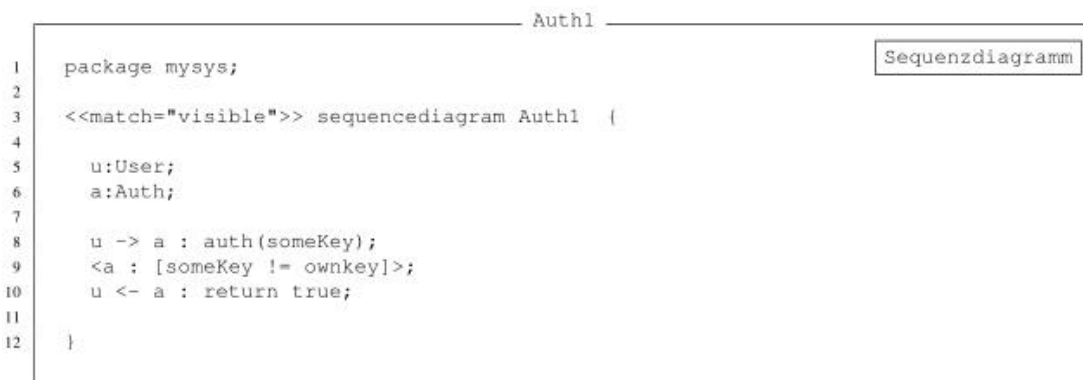 Auth1
Sequenzdiagramm
1 package mysys;
2
3 <<match="visible">> sequencediagram Auth1 {
4
5 u:User;
6 a:Auth;
7
8 u -> a : auth(someKey);
9 <a : [someKey != ownkey]>;
10 u <- a : return true;
11
12 }